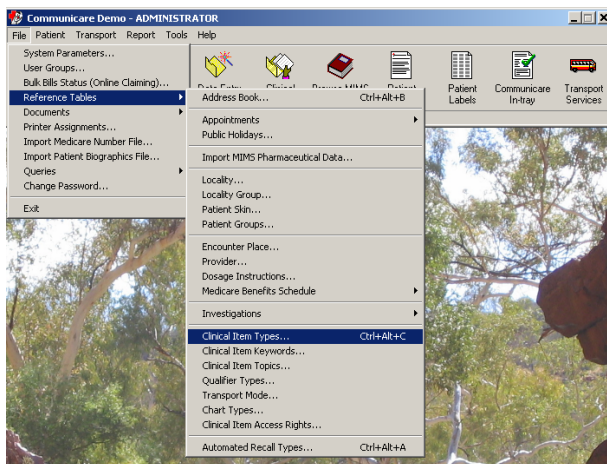 Communicare Demo - ADMINISTRATOR
File Patient Transport Report Tools Help
System Parameters...
User Groups...
Bulk Bills Status (Online Claiming)...
Reference Tables
Documents
Printer Assignments...
Import Medicare Number File...
Import Patient Biographics File...
Queries
Change Password...
Exit
Data Entry Clinical Browse MIMS Patient
Patient Labels
Communicare In-tray
Transport Services
Address Book... Ctrl+Alt+B
Appointments
Public Holidays...
Import MIMS Pharmaceutical Data...
Locality...
Locality Group...
Patient Skin...
Patient Groups...
Encounter Place...
Provider...
Dosage Instructions...
Medicare Benefits Schedule
Investigations
Clinical Item Types... Ctrl+Alt+C
Clinical Item Keywords...
Clinical Item Topics...
Qualifier Types...
Transport Mode...
Chart Types...
Clinical Item Access Rights...
Automated Recall Types... Ctrl+Alt+A